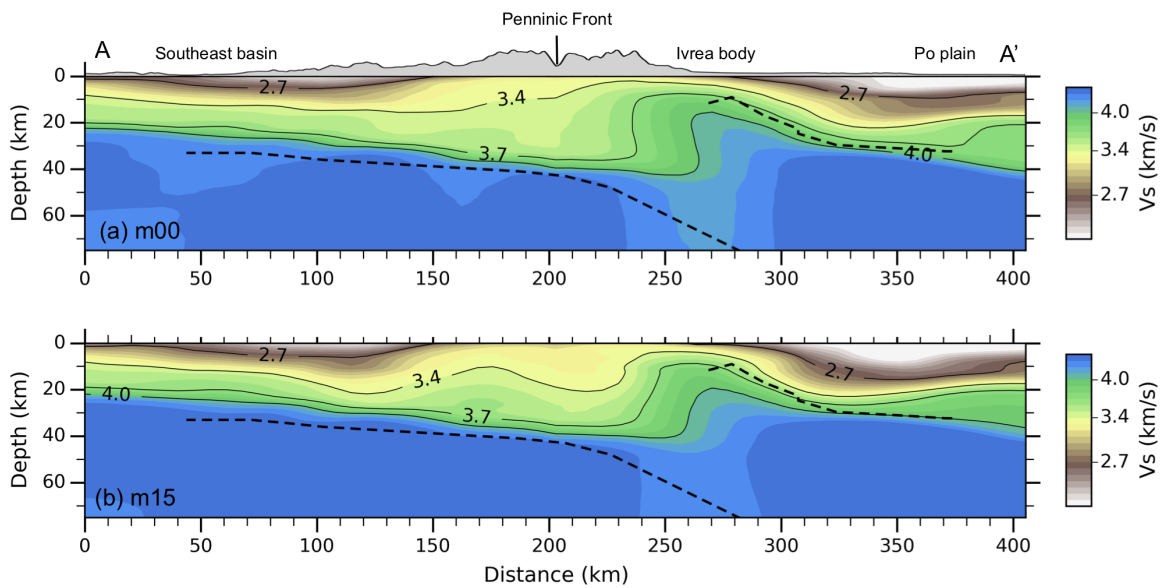 Penninic Front
A
Southeast basin
Ivrea body
Po plain
A’
0
20
40
60
Depth (km)
2.7
3.4
3.7
2.7
4.0
(a) m00
0 50 100 150 200 250 300 350 400
4.0
3.4
2.7
Vs (km/s)
0
20
40
60
Depth (km)
2.7
4.0
3.4
3.7
2.7
(b) m15
0 50 100 150 200 250 300 350 400
Distance (km)
4.0
3.4
2.7
Vs (km/s)